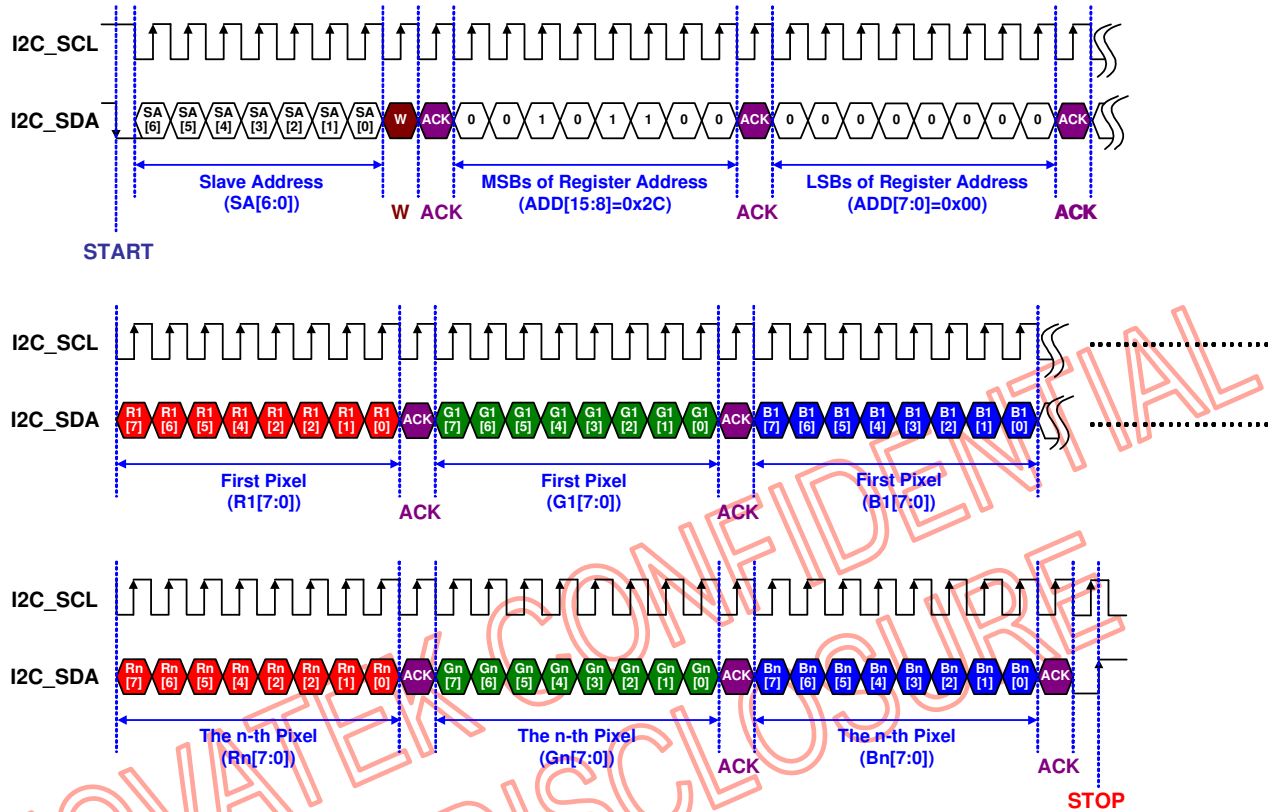 I2C_SCL
I2C_SDA
SA [6] SA [5] SA [4] SA [3] SA [2] SA [1] SA [0] W ACK 0 0 1 0 1 1 0 0 ACK 0 0 0 0 0 0 0 0 ACK
Slave Address (SA[6:0])
W
ACK
MSBs of Register Address (ADD[15:8]=0x2C)
ACK
LSBs of Register Address (ADD[7:0]=0x00)
ACK
START
I2C_SCL
I2C_SDA
R1 [7] R1 [6] R1 [5] R1 [4] R1 [2] R1 [2] R1 [1] R1 [0] ACK G1 [7] G1 [6] G1 [5] G1 [4] G1 [3] G1 [2] G1 [1] G1 [0] ACK B1 [7] B1 [6] B1 [5] B1 [4] B1 [3] B1 [2] B1 [1] B1 [0]
First Pixel (R1[7:0])
ACK
First Pixel (G1[7:0])
ACK
First Pixel (B1[7:0])
I2C_SCL
I2C_SDA
Rn [7] Rn [6] Rn [5] Rn [4] Rn [2] Rn [2] Rn [1] Rn [0] ACK Gn [7] Gn [6] Gn [5] Gn [4] Gn [3] Gn [2] Gn [1] Gn [0] ACK Bn [7] Bn [6] Bn [5] Bn [4] Bn [3] Bn [2] Bn [1] Bn [0] ACK
The n-th Pixel (Rn[7:0])
The n-th Pixel (Gn[7:0])
ACK
The n-th Pixel (Bn[7:0])
ACK
STOP
OVATEK CONFIDENTIAL
DISCLOSURE